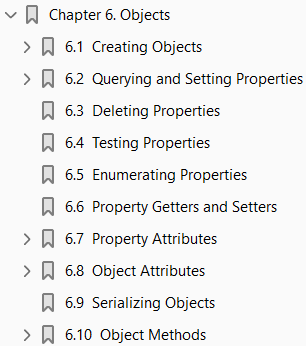 Chapter 6. Objects
6.1 Creating Objects
6.2 Querying and Setting Properties
6.3 Deleting Properties
6.4 Testing Properties
6.5 Enumerating Properties
6.6 Property Getters and Setters
6.7 Property Attributes
6.8 Object Attributes
6.9 Serializing Objects
6.10 Object Methods